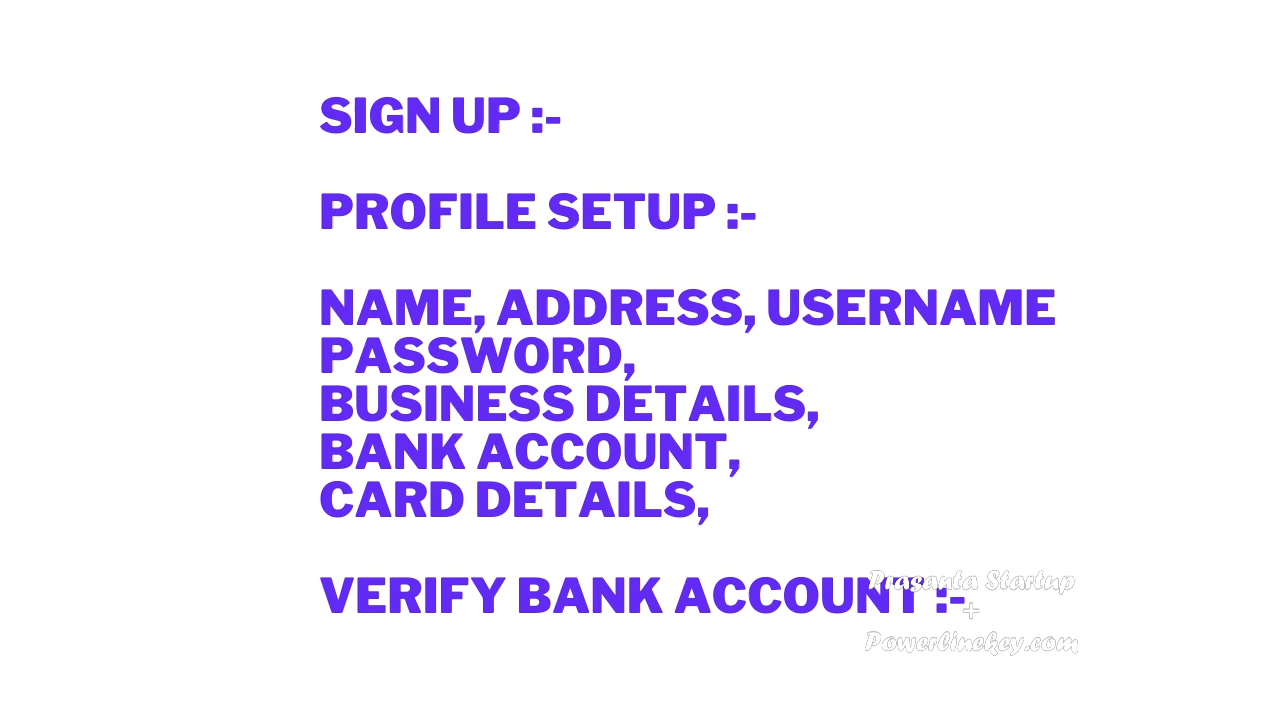 SIGN UP :-
PROFILE SETUP :-
NAME, ADDRESS, USERNAME
PASSWORD,
BUSINESS DETAILS,
BANK ACCOUNT,
CARD DETAILS,
VERIFY BANK ACCOUNT :-
Prasanta Startup
+
Powerlinekey.com